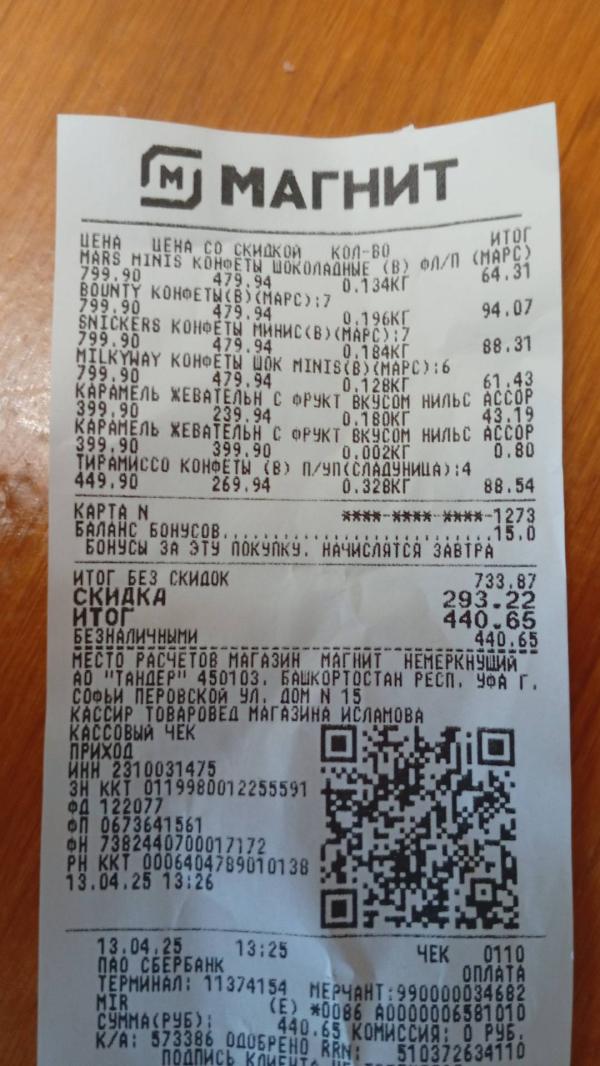 М МАГНИТ
ЦЕНА ЦЕНА СО СКИДКОЙ КОЛ-ВО ИТОГ
MARS MINIS КОНФЕТЫ ШОКОЛАДНЫЕ (В) ФЛ/П (МАРС)
799.90 479.94 0.134КГ 64.31
BOUNTY КОНФЕТЫ(В)(МАРС):7
799.90 479.94 0.196КГ 94.07
SNICKERS КОНФЕТЫ МИНИС(В)(МАРС):7
799.90 479.94 0.184КГ 88.31
MILKYWAY КОНФЕТЫ ШОК MINIS(В)(МАРС):6
799.90 479.94 0.128КГ 61.43
КАРАМЕЛЬ ЖЕВАТЕЛЬН С ФРУКТ ВКУСОМ НИЛЬС АССОР
399.90 239.94 0.180КГ 43.19
КАРАМЕЛЬ ЖЕВАТЕЛЬН С ФРУКТ ВКУСОМ НИЛЬС АССОР
399.90 399.90 0.002КГ 0.80
ТИРАМИССО КОНФЕТЫ (В) П/УП(СЛАДУНИЦА):4
449.90 269.94 0.328КГ 88.54
КАРТА N ****-****-****-1273
БАЛАНС БОНУСОВ..............................15.0
БОНУСЫ ЗА ЭТУ ПОКУПКУ. НАЧИСЛЯТСЯ ЗАВТРА
ИТОГ БЕЗ СКИДОК 733.87
СКИДКА 293.22
ИТОГ 440.65
БЕЗНАЛИЧНЫМИ 440.65
МЕСТО РАСЧЕТОВ МАГАЗИН МАГНИТ НЕМЕРКНУЩИЙ
АО "ТАНДЕР" 450103. БАШКОРТОСТАН РЕСП. УФА Г.
СОФЬИ ПЕРОВСКОЙ УЛ. ДОМ N 15
КАССИР ТОВАРОВЕД МАГАЗИНА ИСЛАМОВА
КАССОВЫЙ ЧЕК
ПРИХОД
ИНН 2310031475
ЗН ККТ 0119980012255591
ФД 122077
ФП 0673641561
ФН 7382440700017172
РН ККТ 0006404789010138
13.04.25 13:26
13.04.25 13:25 ЧЕК 0110
ПАО СБЕРБАНК ОПЛАТА
ТЕРМИНАЛ: 11374154 МЕРЧАНТ:990000034682
MIR (E) *0086 A0000006581010
СУММА(РУБ): 440.65 КОМИССИЯ: 0 РУБ.
К/А: 573386 ОДОБРЕНО RRN: 510372634110
ПОДПИСЬ КЛИЕНТА НЕ